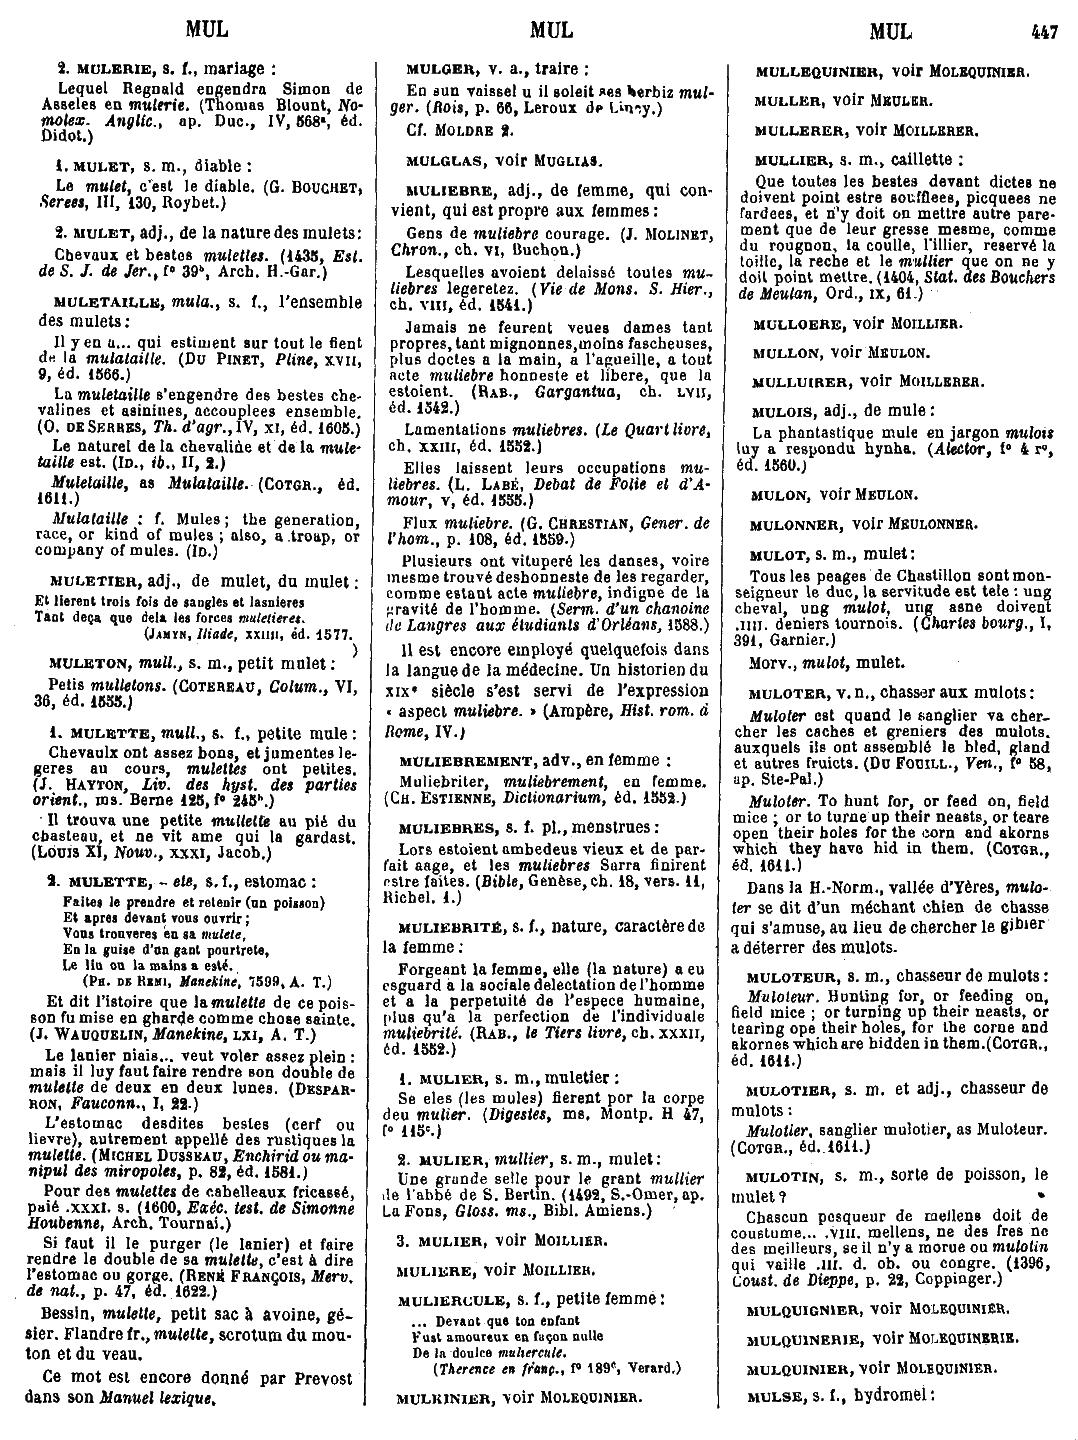 MUL
MUL
MUL
447
2. MULERIE, s. f., mariage :
Lequel Regnald engendra Simon de
Asseles en mulerie. (Thomas Blount, No-
molex. Anglic., ap. Duc., IV, 568ª, éd.
Didot.)
1. MULET, s. m., diable :
Le mulet, c'est le diable. (G. BOUCHET,
Serees, III, 130, Roybet.)
2. MULET, adj., de la nature des mulets:
Chevaux et bestes muletles. (1435, Est.
de S. J. de Jer., f° 39ᵇ, Arch. H.-Gar.)
MULETAILLE, mula., s. f., l'ensemble
des mulets:
Il y en a... qui estiment sur tout le fient
de la mulataille. (DU PINET, Pline, XVII,
9, éd. 1566.)
La muletaille s'engendre des bestes che-
valines et asinines, accouplees ensemble.
(O. DE SERRES, Th. d'agr., IV, XI, éd. 1605.)
Le naturel de la chevaline et de la mule-
taille est. (ID., ib., II, 2.)
Muletaille, as Mulataille. (COTGR., éd.
1611.)
Mulataille : f. Mules; the generation,
race, or kind of mules ; also, a troup, or
company of mules. (ID.)
MULETIER, adj., de mulet, du mulet :
Et lierent trois fois de sangles et lasnieres
Tant deça que dela les forces muletieres.
(JAMYN, Iliade, XXIIII, éd. 1577.
)
MULETON, mull., s. m., petit mulet :
Petis mulletons. (COTEREAU, Colum., VI,
36, éd. 1555.)
1. MULETTE, mull., s. f., petite mule :
Chevaulx ont assez bons, et jumentes le-
geres au cours, mulettes ont petites.
(J. HAYTON, Liv. des hyst. des parties
orient., ms. Berne 125, f° 245ᵇ.)
Il trouva une petite mullette au pié du
chasteau, et ne vit ame qui la gardast.
(LOUIS XI, Nouv., XXXI, Jacob.)
2. MULETTE, - ete, s. f., estomac :
Faites le prendre et retenir (un poisson)
Et apres devant vous ouvrir ;
Vous trouveres en sa mulete,
En la guise d'un gant pourtrete,
Le liu ou la mains a esté.
(PH. DE REMI, Manekine, 7599, A. T.)
Et dit l'istoire que la mulette de ce pois-
son fu mise en gharde comme chose sainte.
(J. WAUQUELIN, Manekine, LXI, A. T.)
Le lanier niais... veut voler assez plein :
mais il luy faut faire rendre son double de
mulette de deux en deux lunes. (DESPAR-
RON, Fauconn., I, 22.)
L'estomac desdites bestes (cerf ou
lievre), autrement appellé des rustiques la
mulette. (MICHEL DUSSEAU, Enchirid ou ma-
nipul des miropoles, p. 82, éd. 1581.)
Pour des mulettes de cabelleaux fricassé,
paié .XXXI. s. (1600, Exéc. test. de Simonne
Houbenne, Arch. Tournai.)
Si faut il le purger (le lanier) et faire
rendre le double de sa mulette, c'est à dire
l'estomac ou gorge. (RENÉ FRANÇOIS, Merv.
de nat., p. 47, éd. 1622.)
Bessin, mulette, petit sac à avoine, gé-
sier. Flandre fr., mulette, scrotum du mou-
ton et du veau.
Ce mot est encore donné par Prevost
dans son Manuel lexique.
MULGER, v. a., traire :
En sun vaissel u il soleit ses herbiz mul-
ger. (Rois, p. 66, Leroux de Lincy.)
Cf. MOLDRE 2.
MULGLAS, voir MUGLIAS.
MULIEBRE, adj., de femme, qui con-
vient, qui est propre aux femmes :
Gens de muliebre courage. (J. MOLINET,
Chron., ch. VI, Buchon.)
Lesquelles avoient delaissé toutes mu-
liebres legeretez. (Vie de Mons. S. Hier.,
ch. VIII, éd. 1541.)
Jamais ne feurent veues dames tant
propres, tant mignonnes, moins fascheuses,
plus doctes a la main, a l'agueille, a tout
acte muliebre honneste et libere, que la
estoient. (RAB., Gargantua, ch. LVII,
éd. 1542.)
Lamentations muliebres. (Le Quart livre,
ch. XXIII, éd. 1552.)
Elles laissent leurs occupations mu-
liebres. (L. LABÉ, Debat de Folie et d'A-
mour, V, éd. 1555.)
Flux muliebre. (G. CHRESTIAN, Gener. de
l'hom., p. 108, éd. 1559.)
Plusieurs ont vituperé les danses, voire
mesme trouvé deshonneste de les regarder,
comme estant acte muliebre, indigne de la
gravité de l'homme. (Serm. d'un chanoine
de Langres aux étudiants d'Orléans, 1588.)
Il est encore employé quelquefois dans
la langue de la médecine. Un historien du
XIXᵉ siècle s'est servi de l'expression
« aspect muliebre. » (Ampère, Hist. rom. à
Rome, IV.)
MULIEBREMENT, adv., en femme :
Muliebriter, muliebrement, en femme.
(CH. ESTIENNE, Dictionarium, éd. 1552.)
MULIEBRES, s. f. pl., menstrues :
Lors estoient ambedeus vieux et de par-
fait aage, et les muliebres Sarra finirent
estre faites. (Bible, Genèse, ch. 18, vers. 11,
Richel. 1.)
MULIEBRITÉ, s. f., nature, caractère de
la femme :
Forgeant la femme, elle (la nature) a eu
esguard à la sociale delectation de l'homme
et a la perpetuité de l'espece humaine,
plus qu'a la perfection de l'individuale
muliebrité. (RAB., le Tiers livre, ch. XXXII,
éd. 1552.)
1. MULIER, s. m., muletier :
Se eles (les mules) fierent por la corpe
deu mulier. (Digestes, ms. Montp. H 47,
f° 115ᶜ.)
2. MULIER, mullier, s. m., mulet :
Une grande selle pour le grant mullier
de l'abbé de S. Bertin. (1492, S.-Omer, ap.
La Fons, Gloss. ms., Bibl. Amiens.)
3. MULIER, voir MOILLIER.
MULIERE, voir MOILLIER.
MULIERCULE, s. f., petite femme :
... Devant que ton enfant
Fust amoureux en façon nulle
De la doulce muliercule.
(Therence en franç., f° 189ᶜ, Verard.)
MULKINIER, voir MOLEQUINIER.
MULLEQUINIER, voir MOLEQUINIER.
MULLER, voir MEULER.
MULLERER, voir MOILLERER.
MULLIER, s. m., caillette :
Que toutes les bestes devant dictes ne
doivent point estre soufflees, picquees ne
fardees, et n'y doit on mettre autre pare-
ment que de leur gresse mesme, comme
du rougnon, la coulle, l'illier, reservé la
toille, la reche et le mullier que on ne y
doit point mettre. (1404, Stat. des Bouchers
de Meulan, Ord., IX, 61.)
MULLOERE, voir MOILLIER.
MULLON, voir MEULON.
MULLUIRER, voir MOILLERER.
MULOIS, adj., de mule :
La phantastique mule en jargon mulois
luy a respondu hynha. (Alector, f° 4 r°,
éd. 1560.)
MULON, voir MEULON.
MULONNER, voir MEULONNER.
MULOT, s. m., mulet :
Tous les peages de Chastillon sont mon-
seigneur le duc, la servitude est tele : ung
cheval, ung mulot, ung asne doivent
.IIII. deniers tournois. (Chartes bourg., I,
391, Garnier.)
Morv., mulot, mulet.
MULOTER, v. n., chasser aux mulots :
Muloter est quand le sanglier va cher-
cher les caches et greniers des mulots,
auxquels ils ont assemblé le bled, gland
et autres fruicts. (DU FOUILL., Ven., f° 58,
ap. Ste-Pal.)
Muloter. To hunt for, or feed on, field
mice ; or to turne up their neasts, or teare
open their holes for the corn and akorns
which they have hid in them. (COTGR.,
éd. 1611.)
Dans la H.-Norm., vallée d'Yères, mulo-
ter se dit d'un méchant chien de chasse
qui s'amuse, au lieu de chercher le gibier
a déterrer des mulots.
MULOTEUR, s. m., chasseur de mulots :
Muloteur. Hunting for, or feeding on,
field mice ; or turning up their neasts, or
tearing ope their holes, for the corne and
akornes which are hidden in them. (COTGR.,
éd. 1611.)
MULOTIER, s. m. et adj., chasseur de
mulots :
Mulotier, sanglier mulotier, as Muloteur.
(COTGR., éd. 1611.)
MULOTIN, s. m., sorte de poisson, le
mulet ?
Chascun pesqueur de mellens doit de
coustume... .VIII. mellens, ne des fres ne
des meilleurs, se il n'y a morue ou mulotin
qui vaille .III. d. ob. ou congre. (1396,
Coust. de Dieppe, p. 22, Coppinger.)
MULQUIGNIER, voir MOLEQUINIER.
MULQUINERIE, voir MOLEQUINERIE.
MULQUINIER, voir MOLEQUINIER.
MULSE, s. f., hydromel :